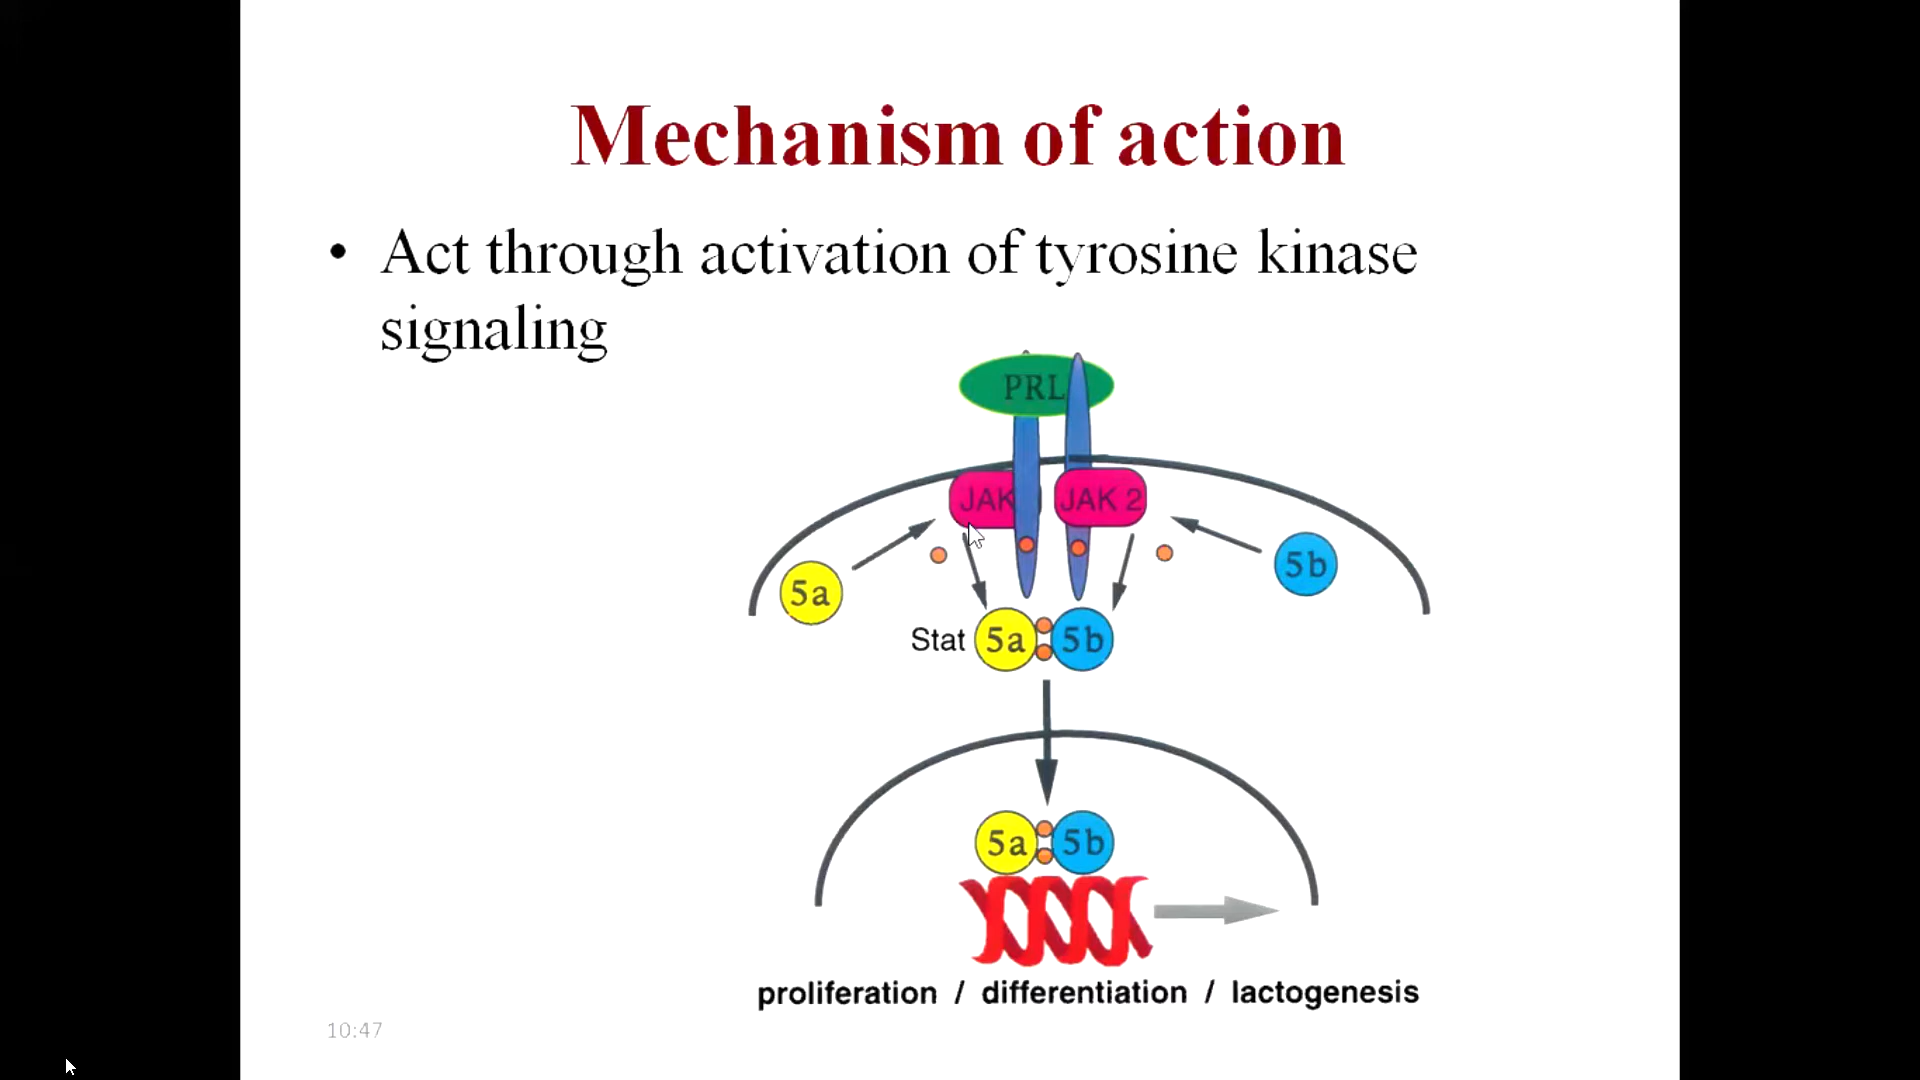 Mechanism of action
• Act through activation of tyrosine kinase
signaling
PRL
JAK
JAK 2
5a
5b
Stat 5a 5b
5a 5b
proliferation / differentiation / lactogenesis
10:47